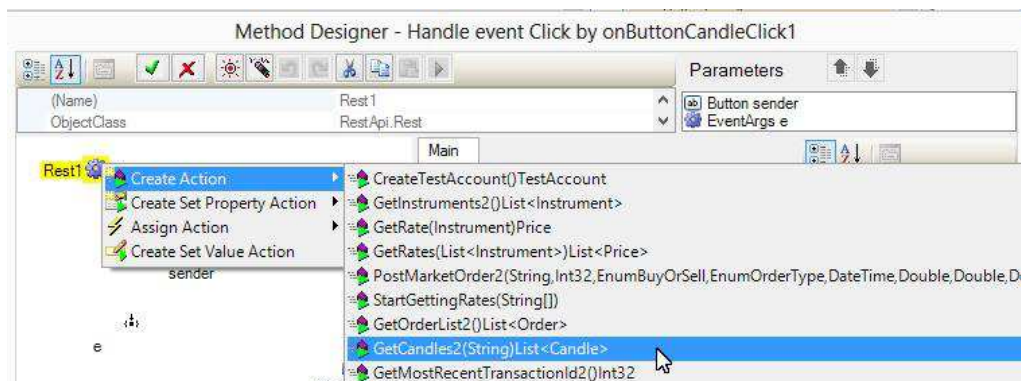 Method Designer - Handle event Click by onButtonCandleClick1
Parameters
(Name) Rest1
ObjectClass RestApi.Rest
Button sender
EventArgs e
Main
Rest1
Create Action
Create Set Property Action
Assign Action
Create Set Value Action
CreateTestAccount()TestAccount
GetInstruments2()List<Instrument>
GetRate(Instrument)Price
GetRates(List<Instrument>)List<Price>
PostMarketOrder2(String,Int32,EnumBuyOrSell,EnumOrderType,DateTime,Double,Double,D
StartGettingRates(String[])
GetOrderList2()List<Order>
GetCandles2(String)List<Candle>
GetMostRecentTransactionId2()Int32
sender
e